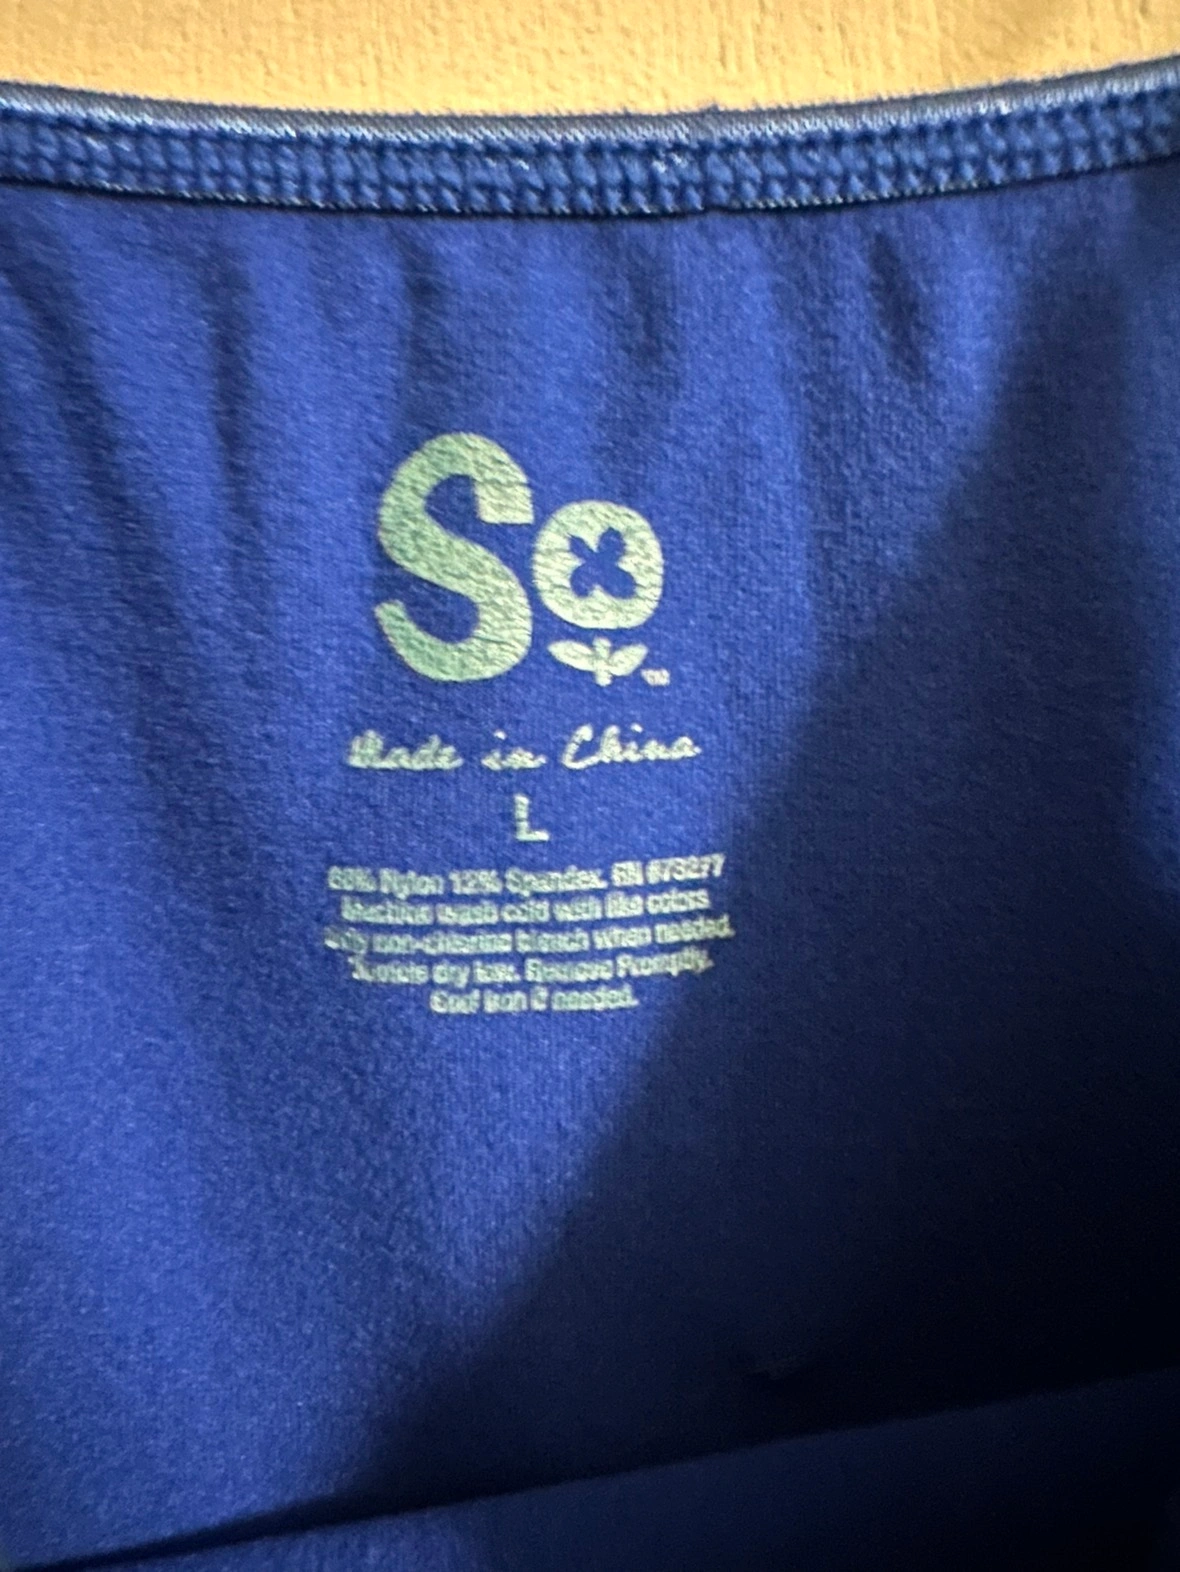 So™
Made in China
L
88% Nylon 12% Spandex. RN #73277
Machine wash cold with like colors
Only non-chlorine bleach when needed.
Tumble dry low. Remove Promptly.
Cool iron if needed.